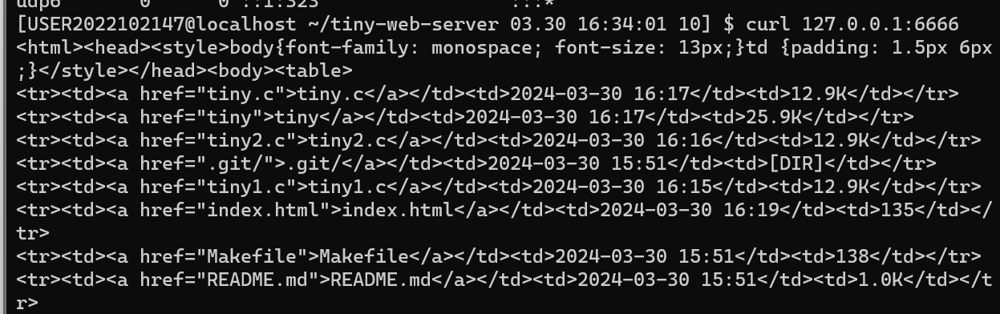 udp6       0      0 ::1:323                 :::*
[USER2022102147@localhost ~/tiny-web-server 03.30 16:34:01 10] $ curl 127.0.0.1:6666
<html><head><style>body{font-family: monospace; font-size: 13px;}td {padding: 1.5px 6px
;}</style></head><body><table>
<tr><td><a href="tiny.c">tiny.c</a></td><td>2024-03-30 16:17</td><td>12.9K</td></tr>
<tr><td><a href="tiny">tiny</a></td><td>2024-03-30 16:17</td><td>25.9K</td></tr>
<tr><td><a href="tiny2.c">tiny2.c</a></td><td>2024-03-30 16:16</td><td>12.9K</td></tr>
<tr><td><a href=".git/">.git/</a></td><td>2024-03-30 15:51</td><td>[DIR]</td></tr>
<tr><td><a href="tiny1.c">tiny1.c</a></td><td>2024-03-30 16:15</td><td>12.9K</td></tr>
<tr><td><a href="index.html">index.html</a></td><td>2024-03-30 16:19</td><td>135</td></
tr>
<tr><td><a href="Makefile">Makefile</a></td><td>2024-03-30 15:51</td><td>138</td></tr>
<tr><td><a href="README.md">README.md</a></td><td>2024-03-30 15:51</td><td>1.0K</td></t
r>